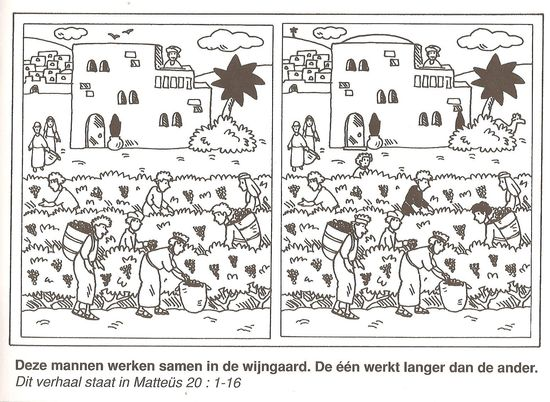 Deze mannen werken samen in de wijngaard. De één werkt langer dan de ander.
Dit verhaal staat in Matteüs 20 : 1-16